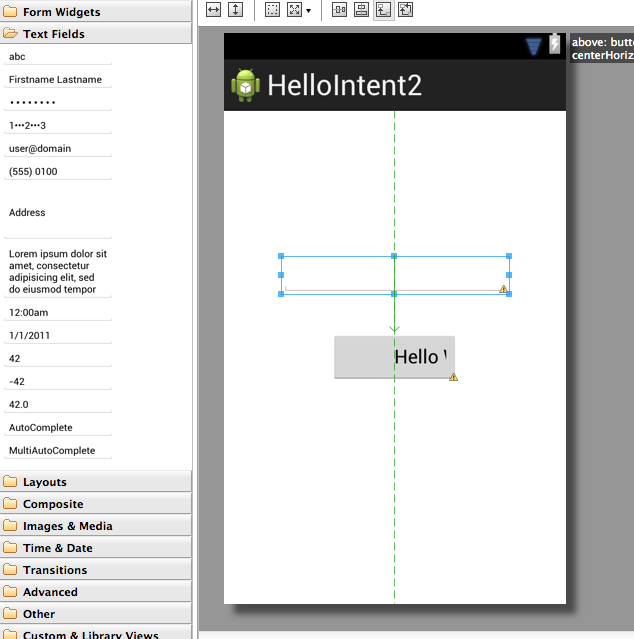 Form Widgets
Text Fields
abc
Firstname Lastname
••••••••
1•••2•••3
user@domain
(555) 0100
Address
Lorem ipsum dolor sit
amet, consectetur
adipisicing elit, sed
do eiusmod tempor
12:00am
1/1/2011
42
-42
42.0
AutoComplete
MultiAutoComplete
Layouts
Composite
Images & Media
Time & Date
Transitions
Advanced
Other
Custom & Library Views
HelloIntent2
Hello
above: butt
centerHoriz